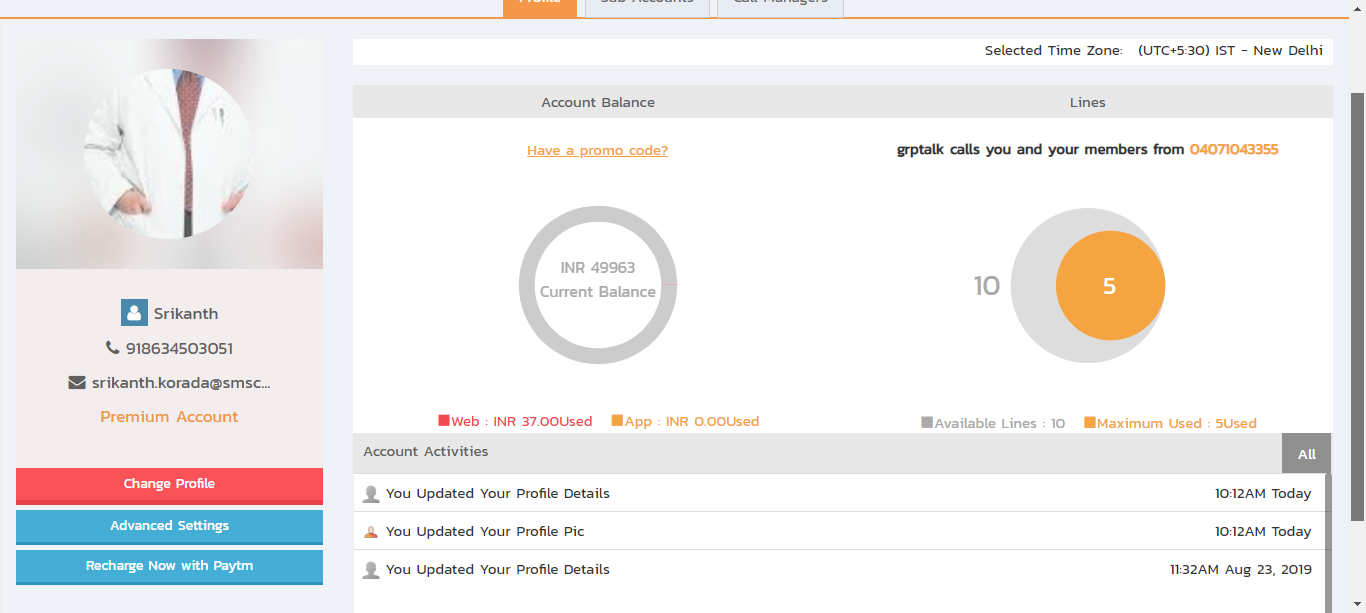 Profile
Sub Accounts
Call Managers
Selected Time Zone: (UTC+5:30) IST - New Delhi
Srikanth
918634503051
srikanth.korada@smsc...
Premium Account
Change Profile
Advanced Settings
Recharge Now with Paytm
Account Balance
Have a promo code?
INR 49963
Current Balance
Web : INR 37.00Used
App : INR 0.00Used
Lines
grptalk calls you and your members from 04071043355
10
5
Available Lines : 10
Maximum Used : 5Used
Account Activities
All
You Updated Your Profile Details 10:12AM Today
You Updated Your Profile Pic 10:12AM Today
You Updated Your Profile Details 11:32AM Aug 23, 2019